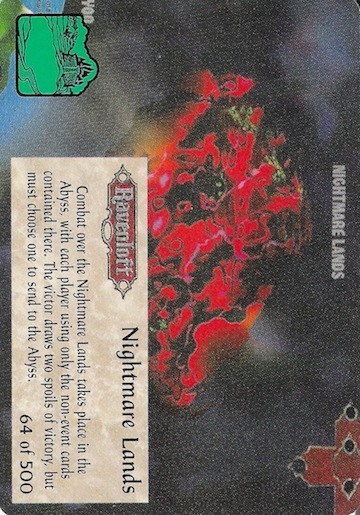 NIGHTMARE LANDS
Ravenloft
Nightmare Lands
Combat over the Nightmare Lands takes place in the
Abyss, with each player using only the non-event cards
contained there. The victor draws two spoils of victory, but
must choose one to send to the Abyss.
64 of 500